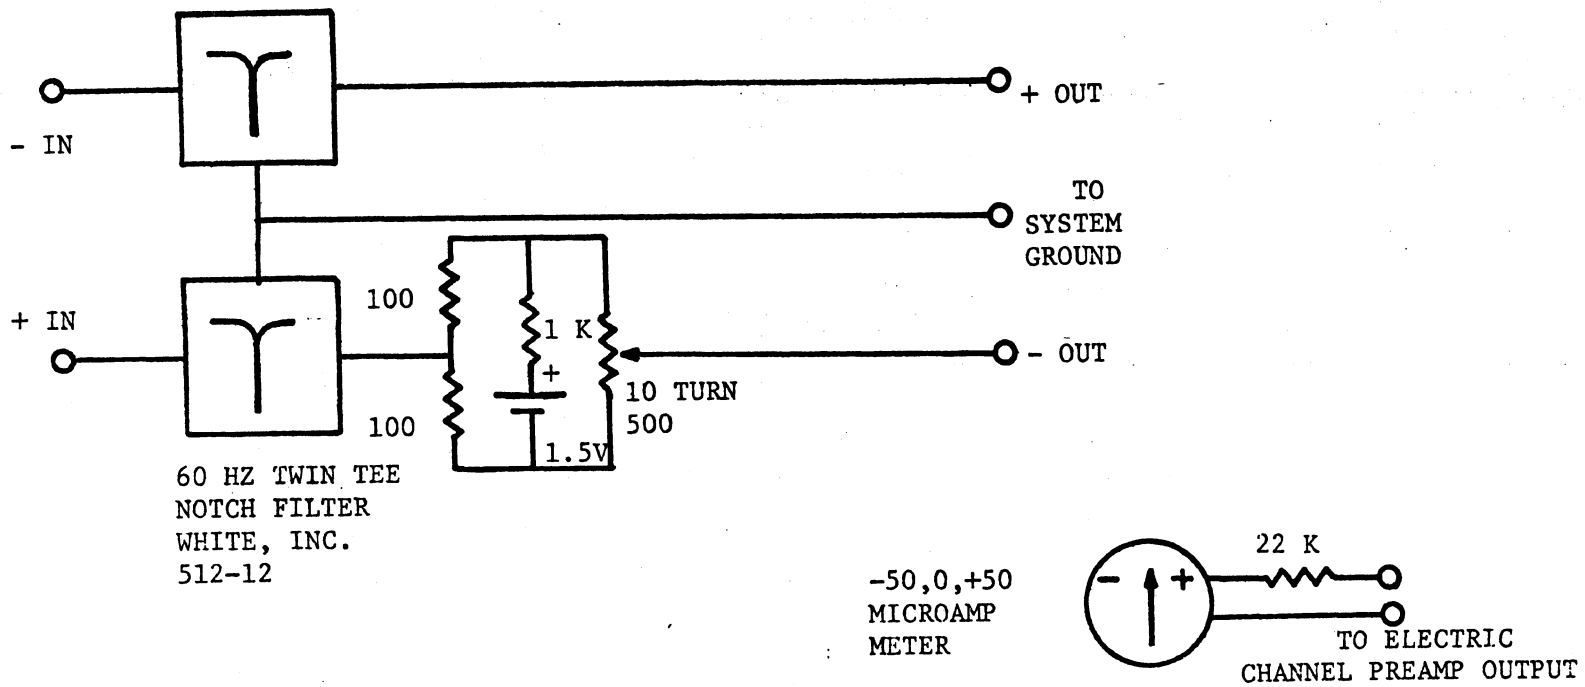 - IN
+ OUT
TO
SYSTEM
GROUND
+ IN
100
1 K
+
- OUT
10 TURN
500
100
1.5V
60 HZ TWIN TEE
NOTCH FILTER
WHITE, INC.
512-12
22 K
-50,0,+50
MICROAMP
METER
- +
TO ELECTRIC
CHANNEL PREAMP OUTPUT